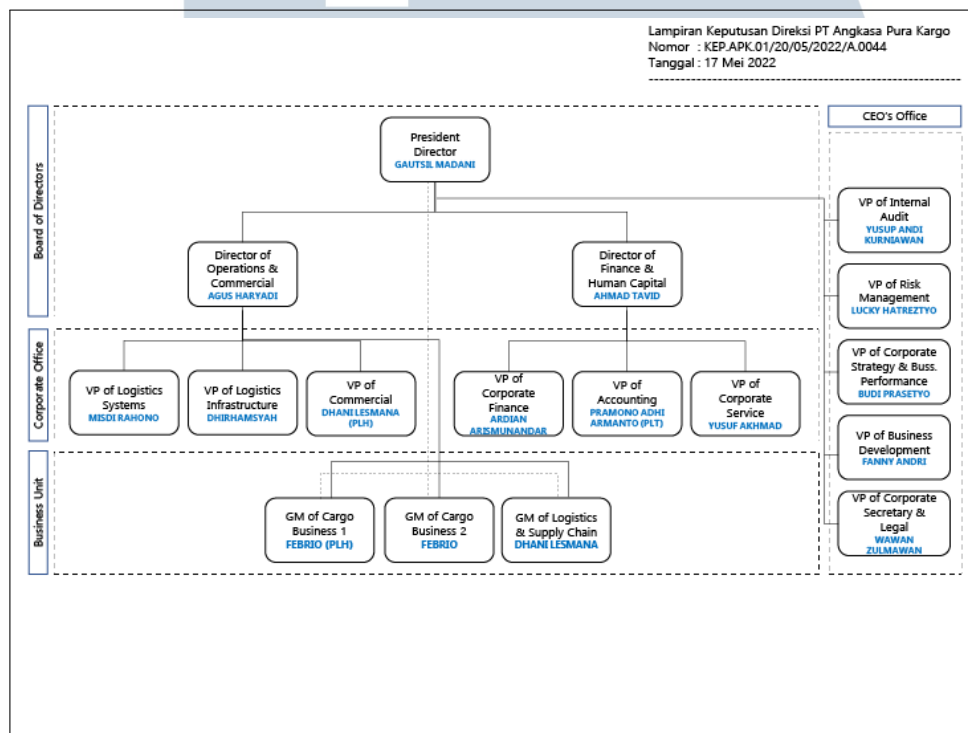 Lampiran Keputusan Direksi PT Angkasa Pura Kargo
Nomor : KEP.APK.01/20/05/2022/A.0044
Tanggal : 17 Mei 2022
CEO's Office
Board of Directors
President
Director
GAUTSIL MADANI
Director of
Operations &
Commercial
AGUS HARYADI
Director of
Finance &
Human Capital
AHMAD TAVID
Corporate Office
VP of Logistics
Systems
MISDI RAHONO
VP of Logistics
Infrastructure
DHIRHAMSYAH
VP of
Commercial
DHANI LESMANA
(PLH)
VP of
Corporate
Finance
ARDIAN
ARISMUNANDAR
VP of
Accounting
PRAMONO ADHI
ARMANTO (PLT)
VP of
Corporate
Service
YUSUF AKHMAD
Business Unit
GM of Cargo
Business 1
FEBRIO (PLH)
GM of Cargo
Business 2
FEBRIO
GM of Logistics
& Supply Chain
DHANI LESMANA
VP of Internal
Audit
YUSUP ANDI
KURNIAWAN
VP of Risk
Management
LUCKY HATREZTYO
VP of Corporate
Strategy & Buss.
Performance
BUDI PRASETYO
VP of Business
Development
FANNY ANDRI
VP of Corporate
Secretary &
Legal
WAWAN
ZULMAWAN